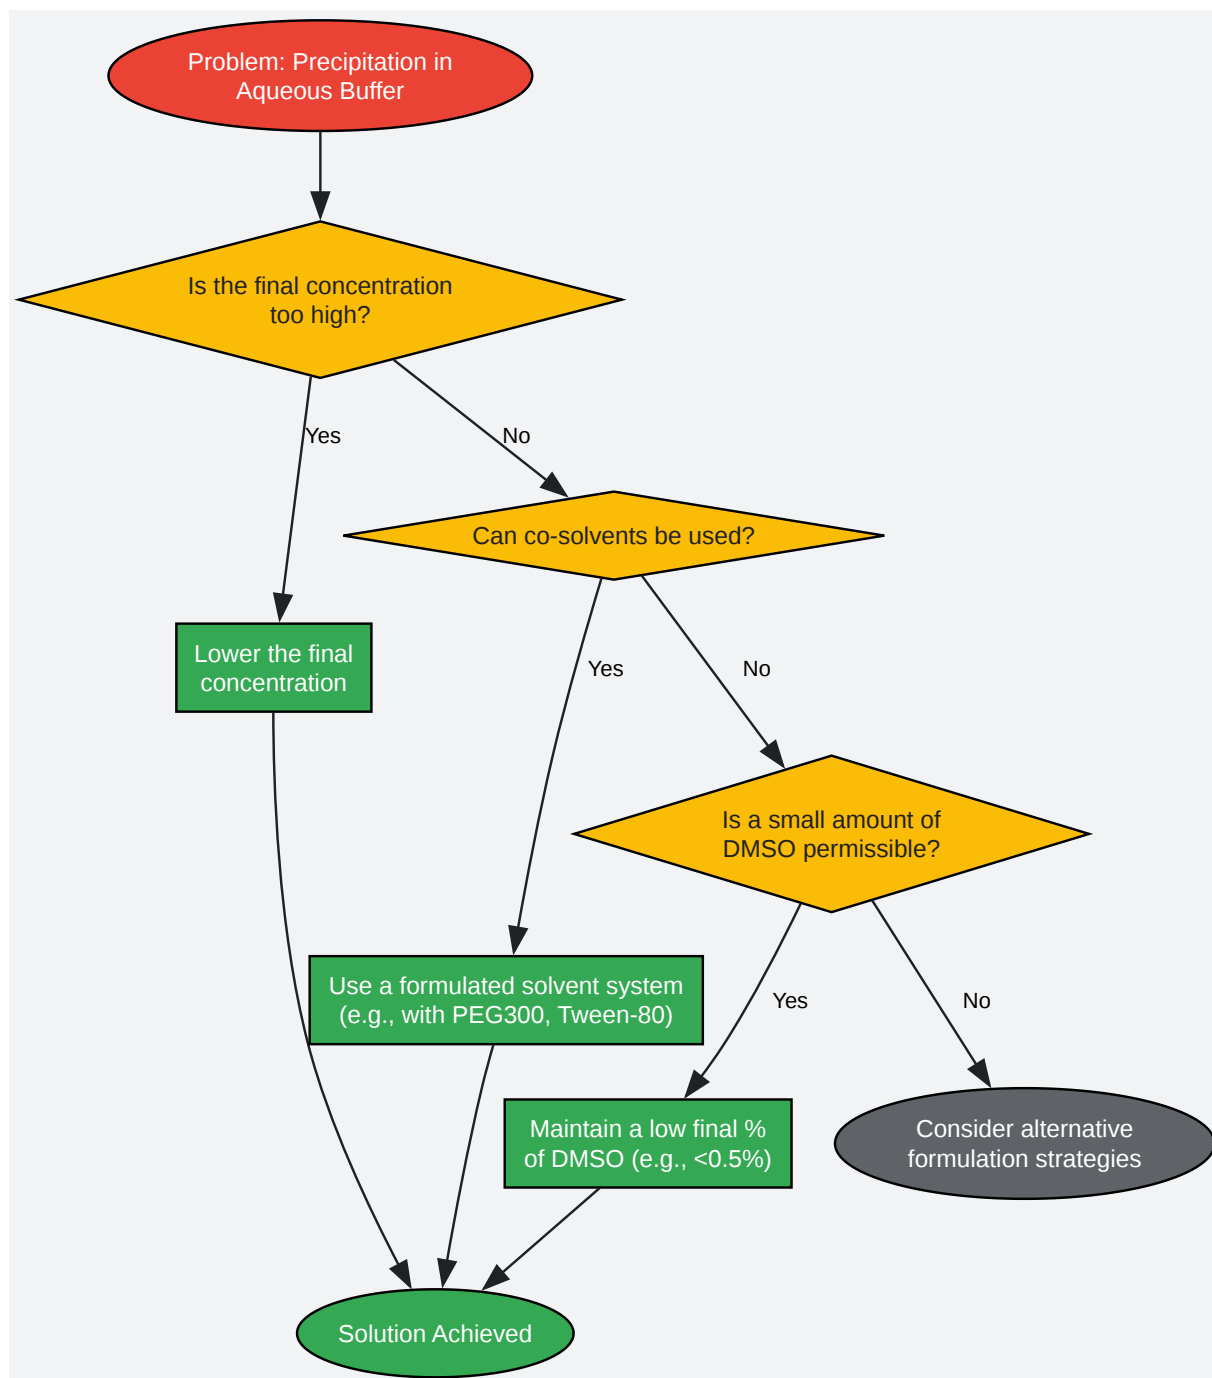 Problem: Precipitation in
Aqueous Buffer
Is the final concentration
too high?
Yes
No
Can co-solvents be used?
Lower the final
concentration
Yes
No
Is a small amount of
DMSO permissible?
Use a formulated solvent system
(e.g., with PEG300, Tween-80)
Yes
No
Maintain a low final %
of DMSO (e.g., <0.5%)
Consider alternative
formulation strategies
Solution Achieved